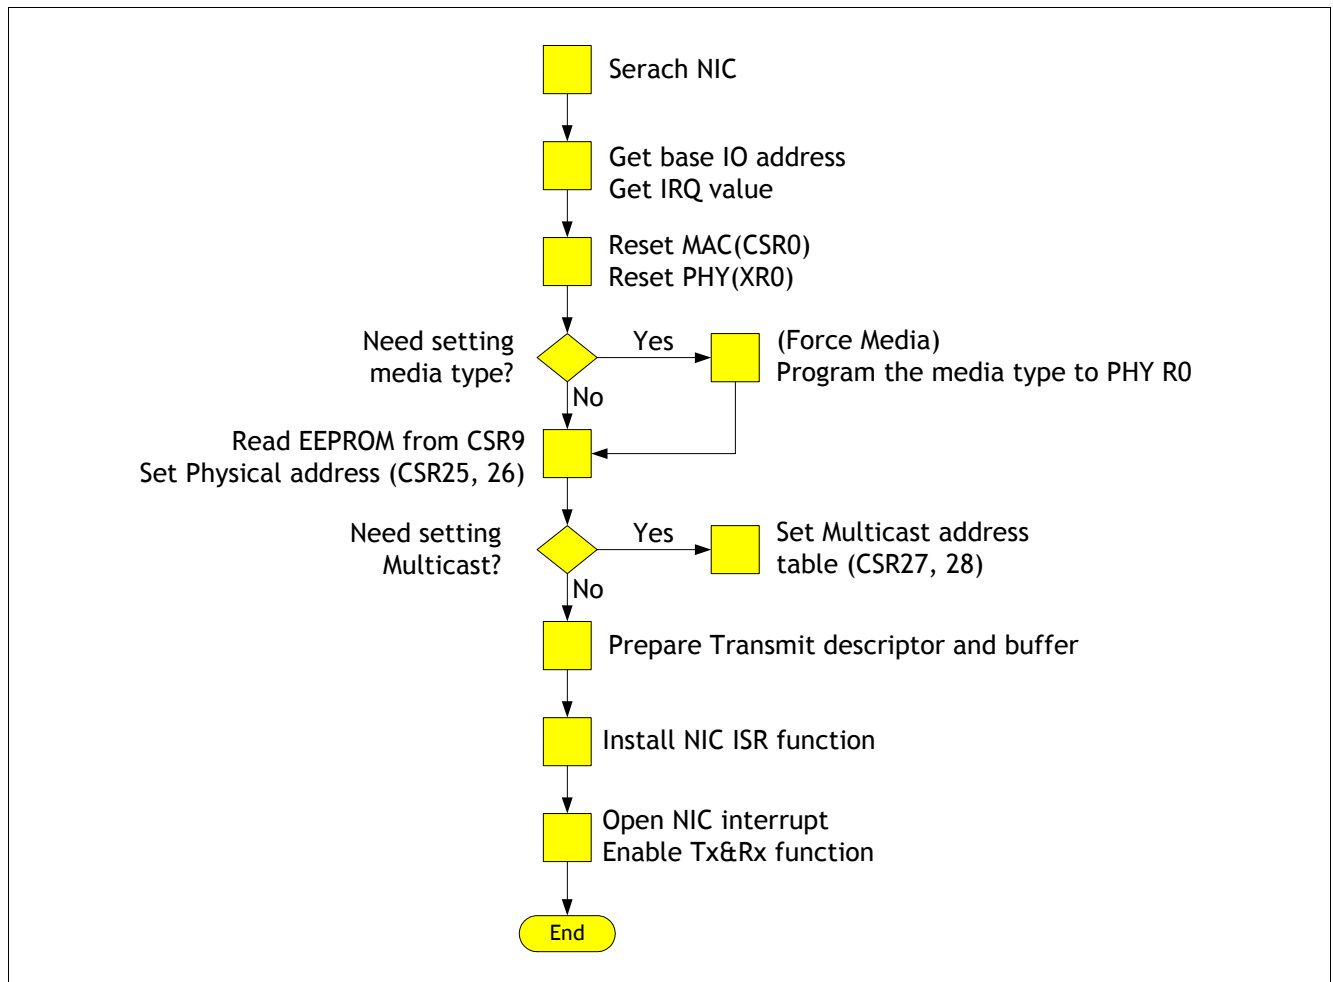 Serach NIC
Get base IO address
Get IRQ value
Reset MAC(CSR0)
Reset PHY(XR0)
Need setting
media type?
Yes
(Force Media)
Program the media type to PHY R0
No
Read EEPROM from CSR9
Set Physical address (CSR25, 26)
Need setting
Multicast?
Yes
Set Multicast address
table (CSR27, 28)
No
Prepare Transmit descriptor and buffer
Install NIC ISR function
Open NIC interrupt
Enable Tx&Rx function
End